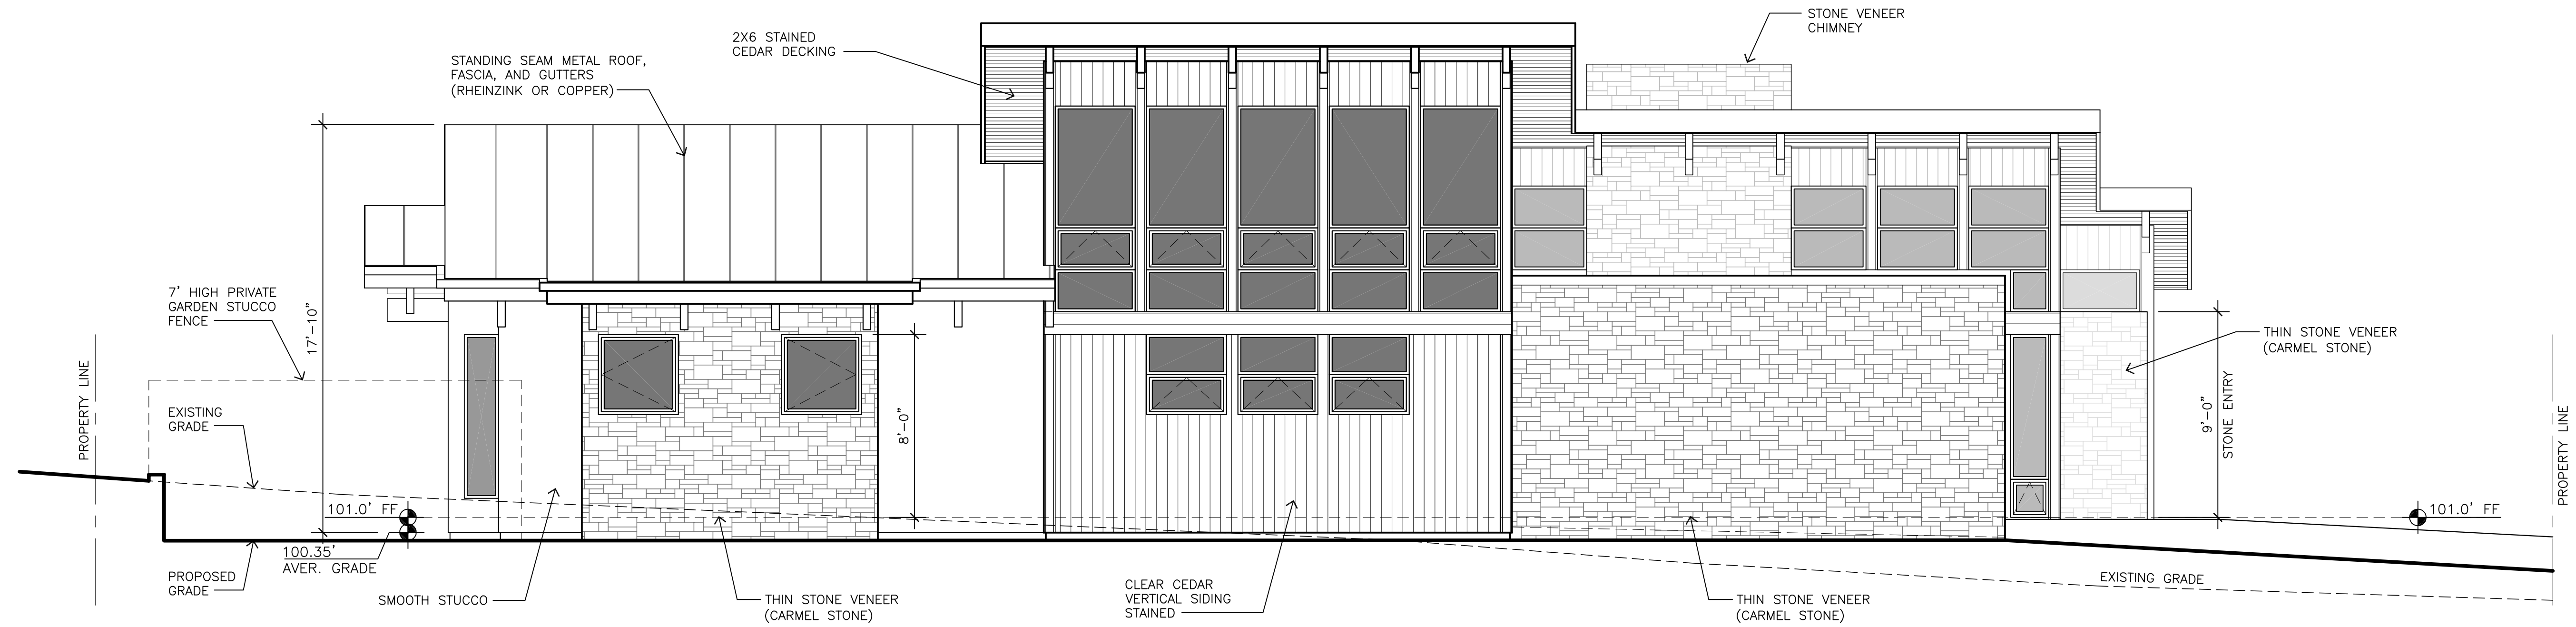 STONE VENEER
CHIMNEY
2X6 STAINED
CEDAR DECKING
STANDING SEAM METAL ROOF,
FASCIA, AND GUTTERS
(RHEINZINK OR COPPER)
17'-10"
7' HIGH PRIVATE
GARDEN STUCCO
FENCE
PROPERTY LINE
EXISTING
GRADE
101.0' FF
100.35'
AVER. GRADE
PROPOSED
GRADE
SMOOTH STUCCO
8'-0"
THIN STONE VENEER
(CARMEL STONE)
CLEAR CEDAR
VERTICAL SIDING
STAINED
THIN STONE VENEER
(CARMEL STONE)
THIN STONE VENEER
(CARMEL STONE)
9'-0"
STONE ENTRY
101.0' FF
EXISTING GRADE
PROPERTY LINE